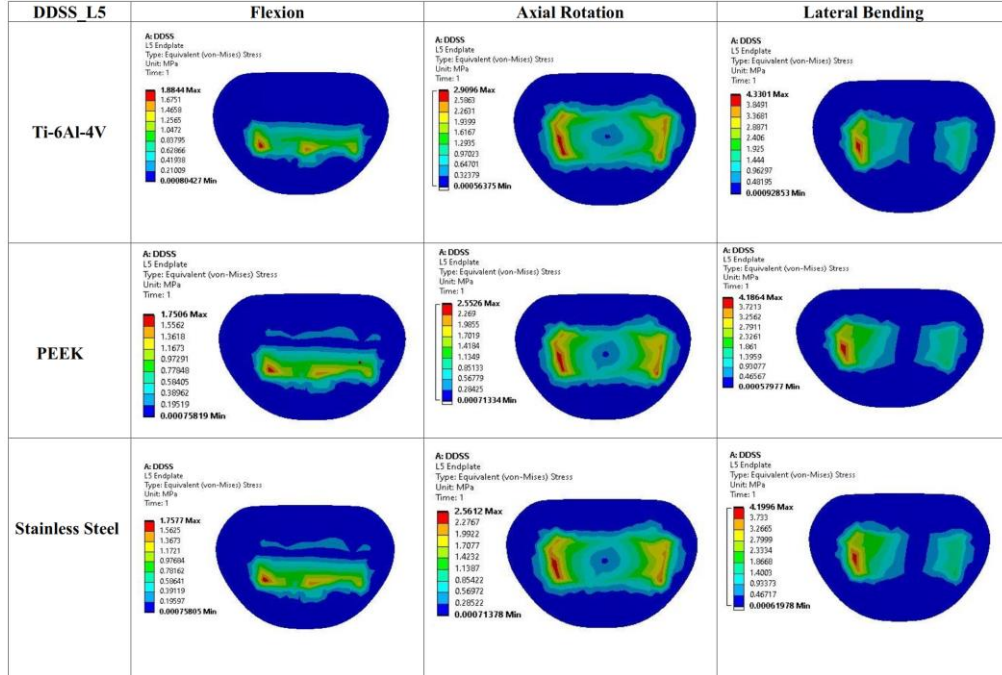 DDSS_L5
Flexion
Axial Rotation
Lateral Bending
Ti-6Al-4V
A: DDSS
L5 Endplate
Type: Equivalent (von-Mises) Stress
Unit: MPa
Time: 1
1.8844 Max
1.6751
1.4658
1.2565
1.0472
0.83795
0.62866
0.41938
0.21009
0.00080427 Min
A: DDSS
L5 Endplate
Type: Equivalent (von-Mises) Stress
Unit: MPa
Time: 1
2.9096 Max
2.5863
2.2631
1.9399
1.6167
1.2935
0.97023
0.64701
0.32379
0.00056375 Min
A: DDSS
L5 Endplate
Type: Equivalent (von-Mises) Stress
Unit: MPa
Time: 1
4.3301 Max
3.8491
3.3681
2.8871
2.406
1.925
1.444
0.96297
0.48195
0.00092853 Min
PEEK
A: DDSS
L5 Endplate
Type: Equivalent (von-Mises) Stress
Unit: MPa
Time: 1
1.7506 Max
1.5562
1.3618
1.1673
0.97291
0.77848
0.58405
0.38962
0.19519
0.00075819 Min
A: DDSS
L5 Endplate
Type: Equivalent (von-Mises) Stress
Unit: MPa
Time: 1
2.5526 Max
2.269
1.9855
1.7019
1.4184
1.1349
0.85133
0.56779
0.28425
0.00071334 Min
A: DDSS
L5 Endplate
Type: Equivalent (von-Mises) Stress
Unit: MPa
Time: 1
4.1864 Max
3.7213
3.2562
2.7911
2.3261
1.861
1.3959
0.93077
0.46567
0.00057977 Min
Stainless Steel
A: DDSS
L5 Endplate
Type: Equivalent (von-Mises) Stress
Unit: MPa
Time: 1
1.7577 Max
1.5625
1.3673
1.1721
0.97684
0.78162
0.58641
0.39119
0.19597
0.00075805 Min
A: DDSS
L5 Endplate
Type: Equivalent (von-Mises) Stress
Unit: MPa
Time: 1
2.5612 Max
2.2767
1.9922
1.7077
1.4232
1.1387
0.85422
0.56972
0.28522
0.00071378 Min
A: DDSS
L5 Endplate
Type: Equivalent (von-Mises) Stress
Unit: MPa
Time: 1
4.1996 Max
3.733
3.2665
2.7999
2.3334
1.8668
1.4003
0.93373
0.46717
0.00061978 Min